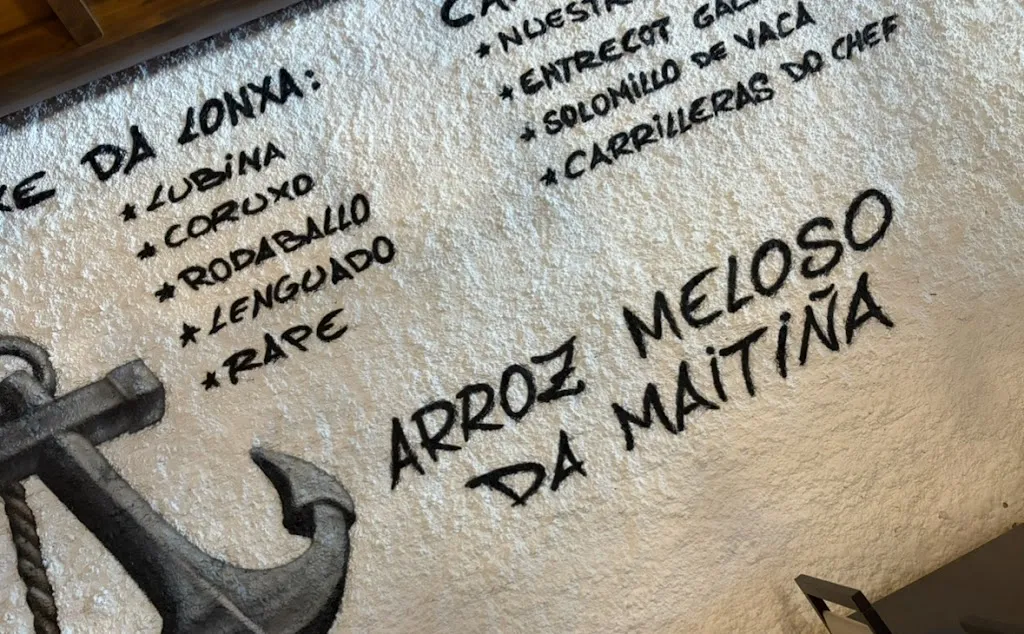 DA LONXA:
* LUBINA
* CORUXO
* RODABALLO
* LENGUADO
* RAPE
* ENTRECOT
* SOLOMILLO DE VACA
* CARRILLERAS DO CHEF
ARROZ MELOSO
DA MAITIÑA